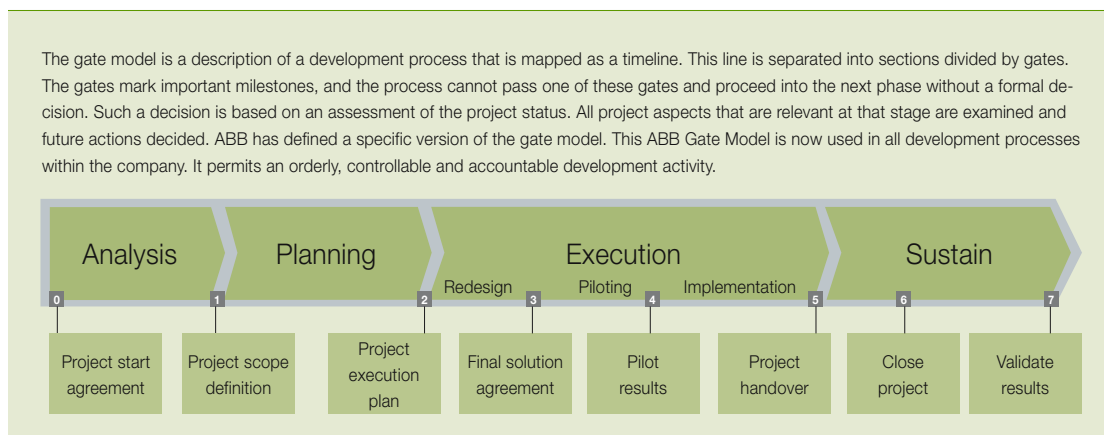 The gate model is a description of a development process that is mapped as a timeline. This line is separated into sections divided by gates.
The gates mark important milestones, and the process cannot pass one of these gates and proceed into the next phase without a formal de-
cision. Such a decision is based on an assessment of the project status. All project aspects that are relevant at that stage are examined and
future actions decided. ABB has defined a specific version of the gate model. This ABB Gate Model is now used in all development processes
within the company. It permits an orderly, controllable and accountable development activity.
Analysis Planning Execution Sustain
Redesign Piloting Implementation
0 1 2 3 4 5 6 7
Project start
agreement
Project scope
definition
Project
execution
plan
Final solution
agreement
Pilot
results
Project
handover
Close
project
Validate
results